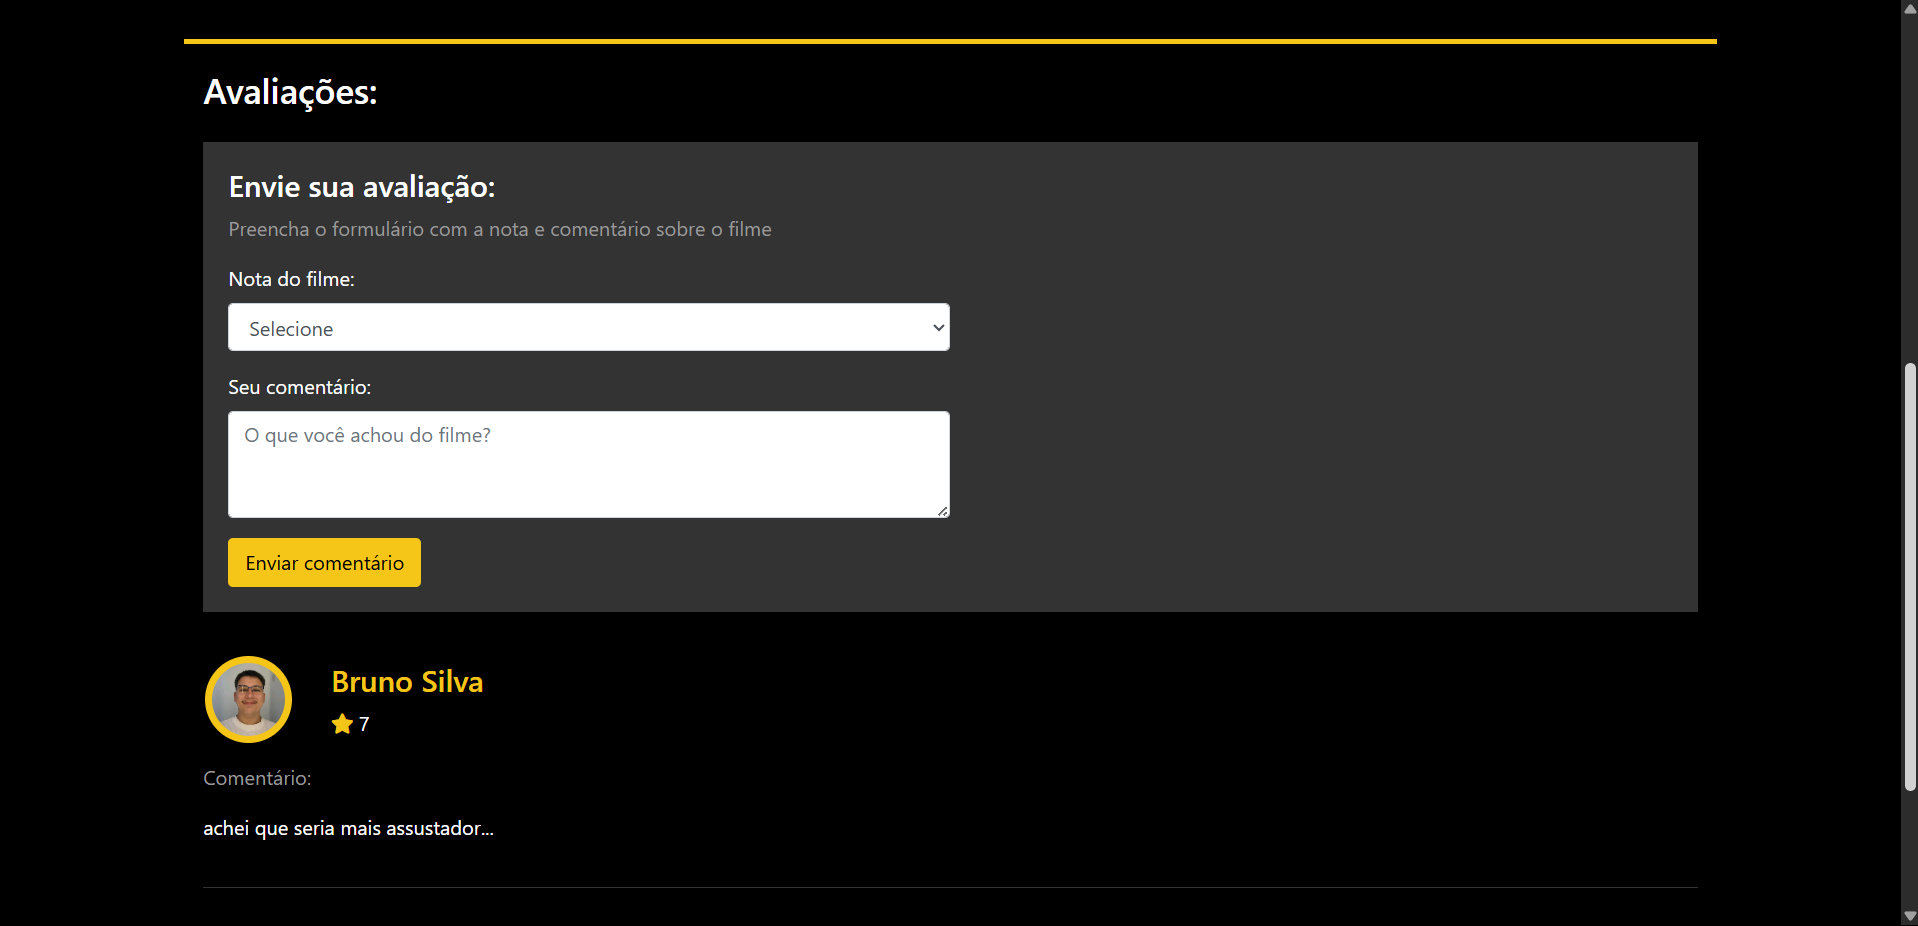 Avaliações:
Envie sua avaliação:
Preencha o formulário com a nota e comentário sobre o filme
Nota do filme:
Selecione
Seu comentário:
O que você achou do filme?
Enviar comentário
Bruno Silva
7
Comentário:
achei que seria mais assustador...